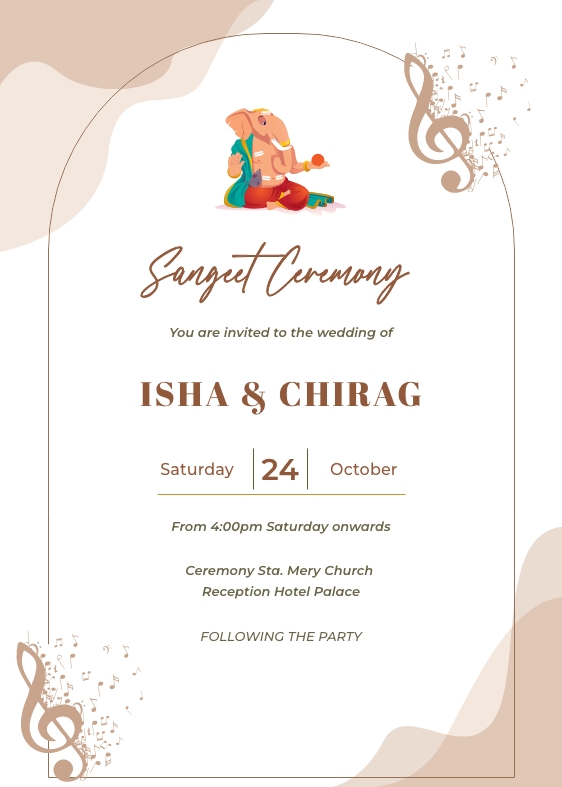 Sangeet Ceremony
You are invited to the wedding of
ISHA & CHIRAG
Saturday 24 October
From 4:00pm Saturday onwards
Ceremony Sta. Mery Church
Reception Hotel Palace
FOLLOWING THE PARTY